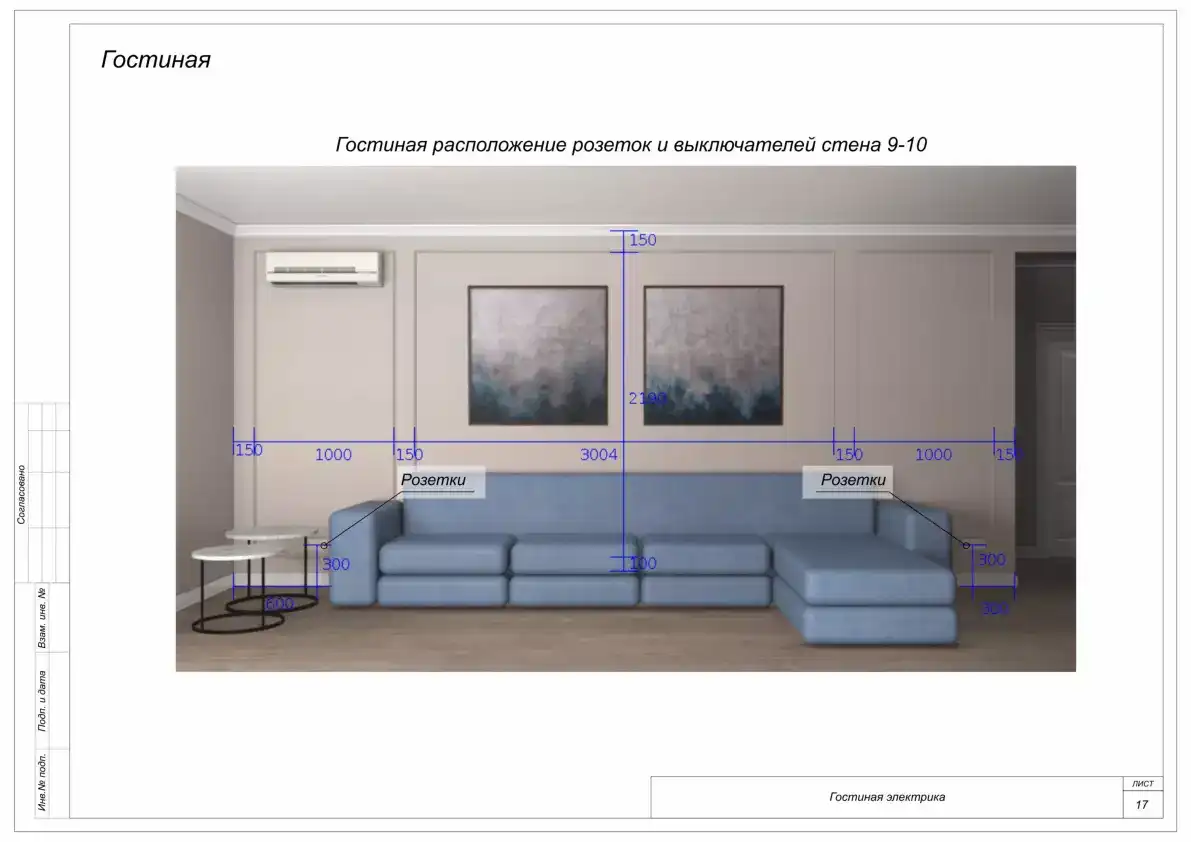 Гостиная
Гостиная расположение розеток и выключателей стена 9-10
150
2190
150
1000
150
3004
150
1000
150
Розетки
Розетки
300
100
300
600
300
Согласовано
Взам. инв. №
Подп. и дата
Инв.№ подп.
Гостиная электрика
лист
17